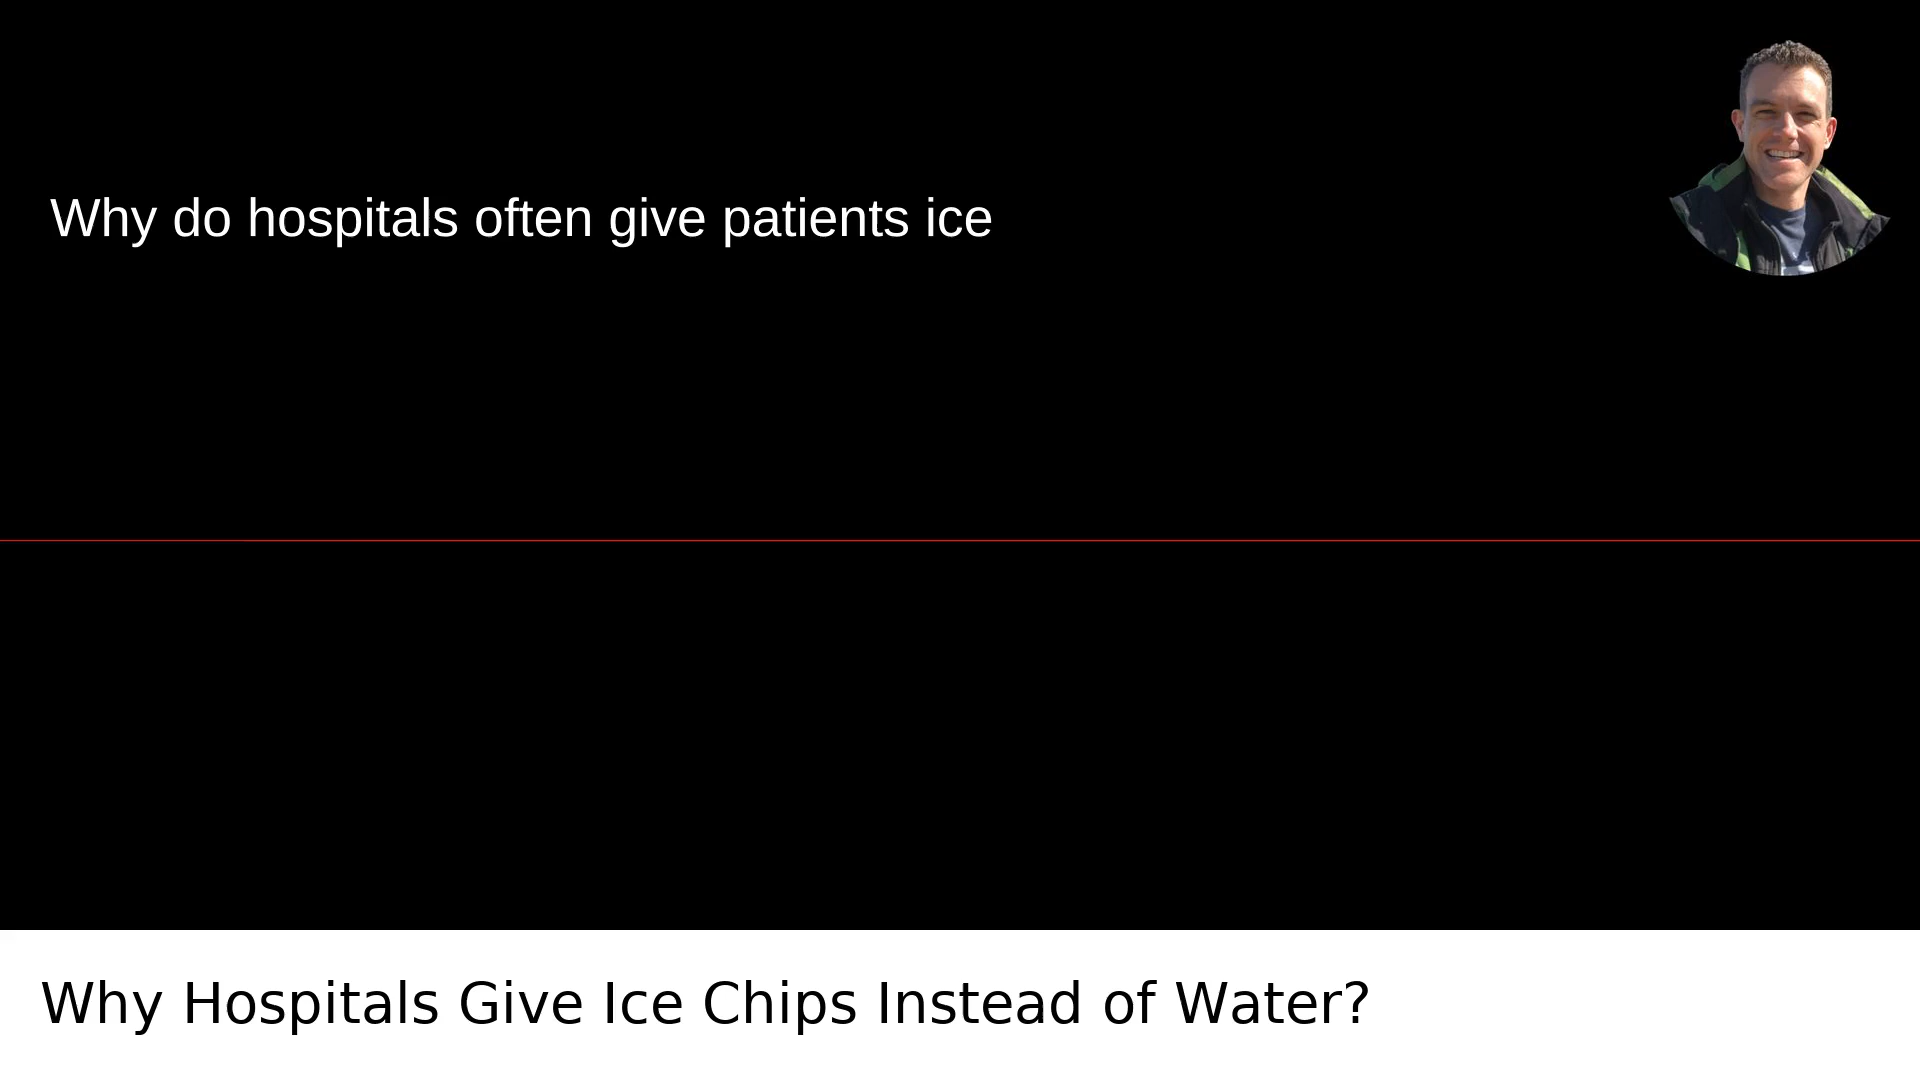 Why do hospitals often give patients ice
Why Hospitals Give Ice Chips Instead of Water?